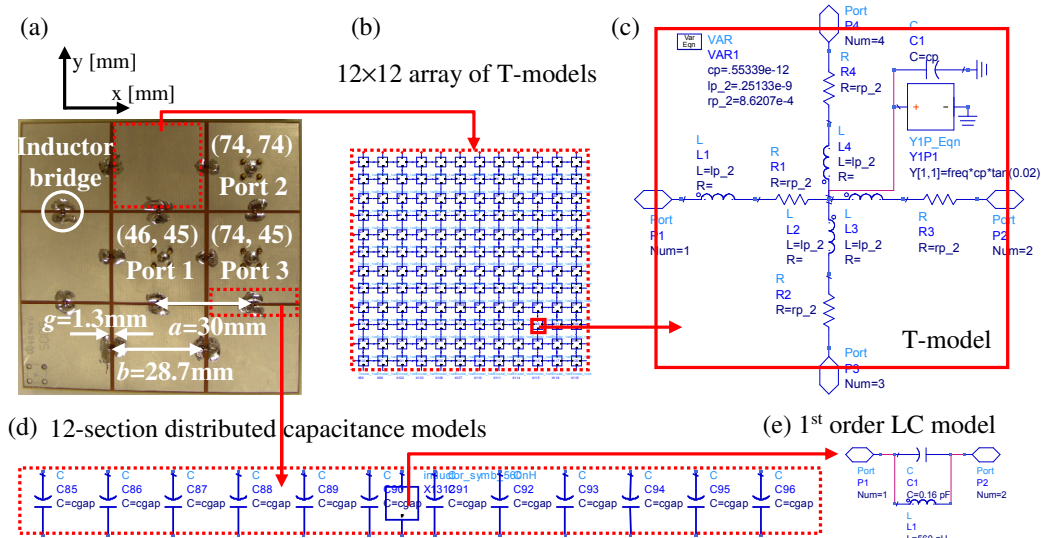 (a)
y [mm]
x [mm]
Inductor
bridge
(74, 74)
Port 2
(46, 45)
Port 1
(74, 45)
Port 3
g=1.3mm
a=30mm
b=28.7mm
(b)
12×12 array of T-models
(c)
Var
Eqn
VAR
VAR1
cp=.55339e-12
lp_2=.25133e-9
rp_2=8.6207e-4
Port
P4
Num=4
R
R4
R=rp_2
C
C1
C=cp
+
-
Y1P_Eqn
Y1P1
Y[1,1]=freq*cp*tan(0.02)
L
L1
L=lp_2
R=
R
R1
R=rp_2
L
L4
L=lp_2
R=
Port
P1
Num=1
L
L2
L=lp_2
R=
L
L3
L=lp_2
R=
R
R3
R=rp_2
Port
P2
Num=2
R
R2
R=rp_2
Port
P3
Num=3
T-model
(d) 12-section distributed capacitance models
C
C85
C=cgap
C
C86
C=cgap
C
C87
C=cgap
C
C88
C=cgap
C
C89
C=cgap
C
C90
C=cgap
X1312
C
C91
C=cgap
C
C92
C=cgap
C
C93
C=cgap
C
C94
C=cgap
C
C95
C=cgap
C
C96
C=cgap
(e) 1st order LC model
Port
P1
Num=1
C
C1
C=0.16 pF
L
L1
Port
P2
Num=2